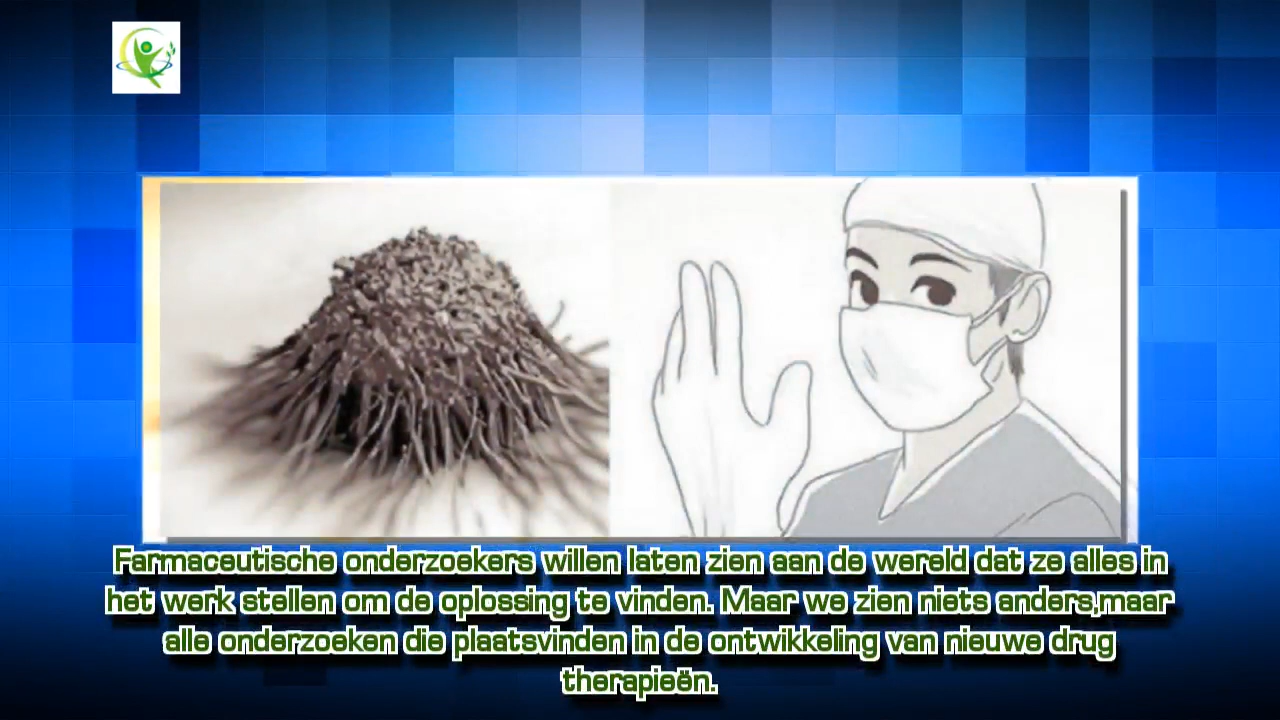 Farmaceutische onderzoekers willen laten zien aan de wereld dat ze alles in
het werk stellen om de oplossing te vinden. Maar we zien niets anders,maar
alle onderzoeken die plaatsvinden in de ontwikkeling van nieuwe drug
therapieën.